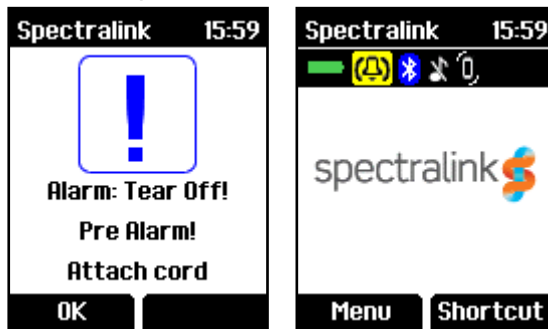 Spectralink 15:59
!
Alarm: Tear Off!
Pre Alarm!
Attach cord
OK
Spectralink 15:59
spectralink
Menu Shortcut